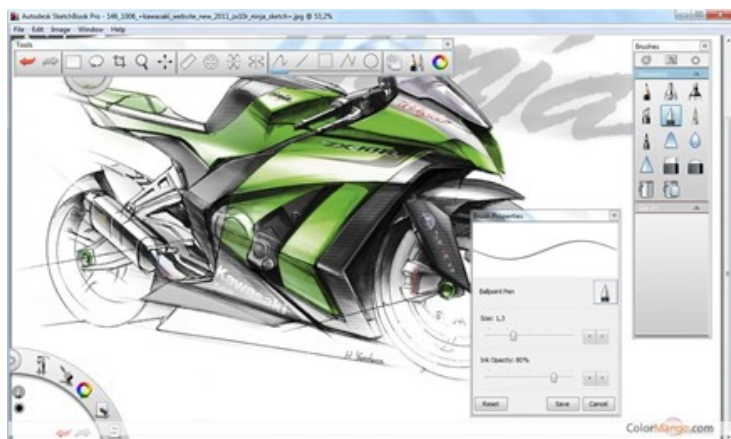 Autodesk SketchBook Pro - 146_1006_+kawasaki_website_new_2011_zx10r_ninja_sketch+.jpg @ 53,2%
File Edit Image Window Help
Tools
Brushes
Ninja
ZX-10R
Kawasaki
Brush Properties
Ballpoint Pen
Size: 1,3
Ink Opacity: 80%
Reset Save Cancel
ColorMango.com